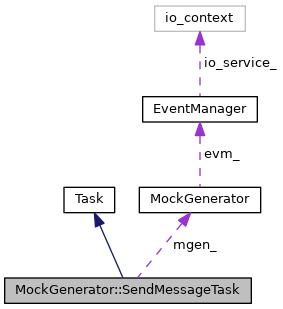 io_context
io_service_
EventManager
evm_
Task
MockGenerator
mgen_
MockGenerator::SendMessageTask